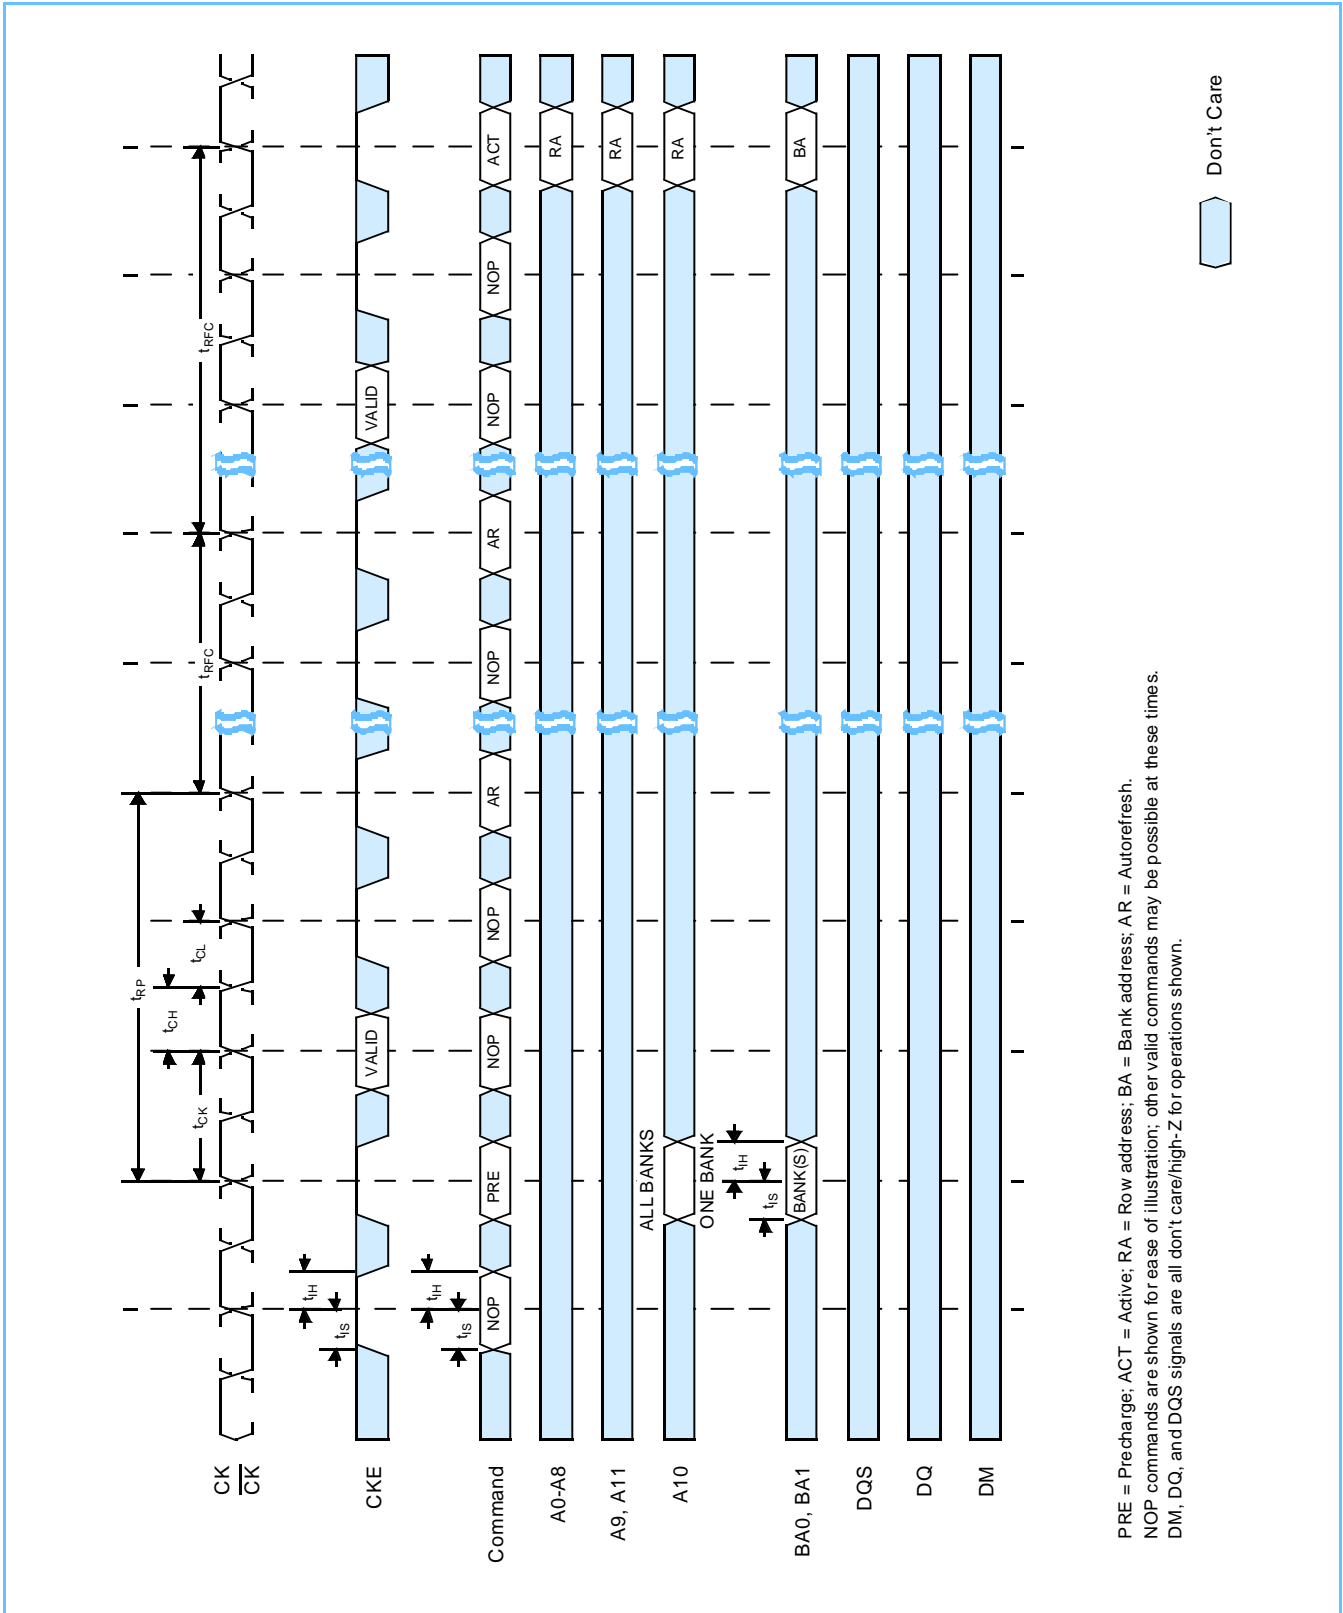 tRP
tCK
tCH
tCL
tRFC
tRFC
CK
CK
CKE
tIS
tIH
VALID
VALID
Command
tIS
tIH
NOP
PRE
NOP
NOP
AR
NOP
AR
NOP
NOP
ACT
A0-A8
RA
A9, A11
RA
ALL BANKS
A10
RA
ONE BANK
tIS
tIH
BA0, BA1
BANK(S)
BA
DQS
DQ
DM
PRE = Precharge; ACT = Active; RA = Row address; BA = Bank address; AR = Autorefresh.
NOP commands are shown for ease of illustration; other valid commands may be possible at these times.
DM, DQ, and DQS signals are all don't care/high-Z for operations shown.
Don't Care